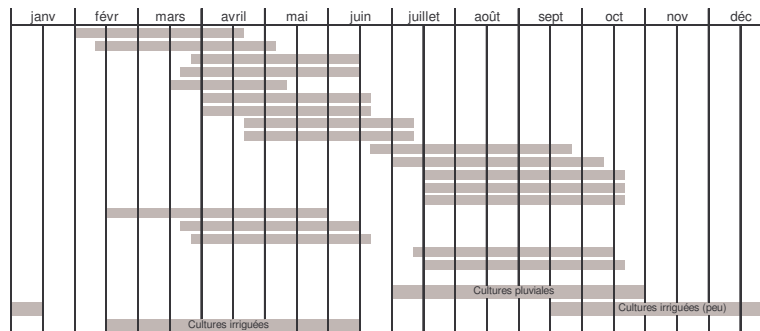 janv févr mars avril mai juin juillet août sept oct nov déc
Cultures pluviales
Cultures irriguées (peu)
Cultures irriguées